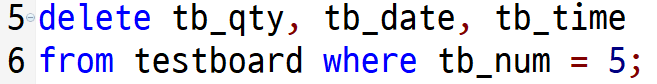 5 delete tb_qty, tb_date, tb_time
6 from testboard where tb_num = 5;